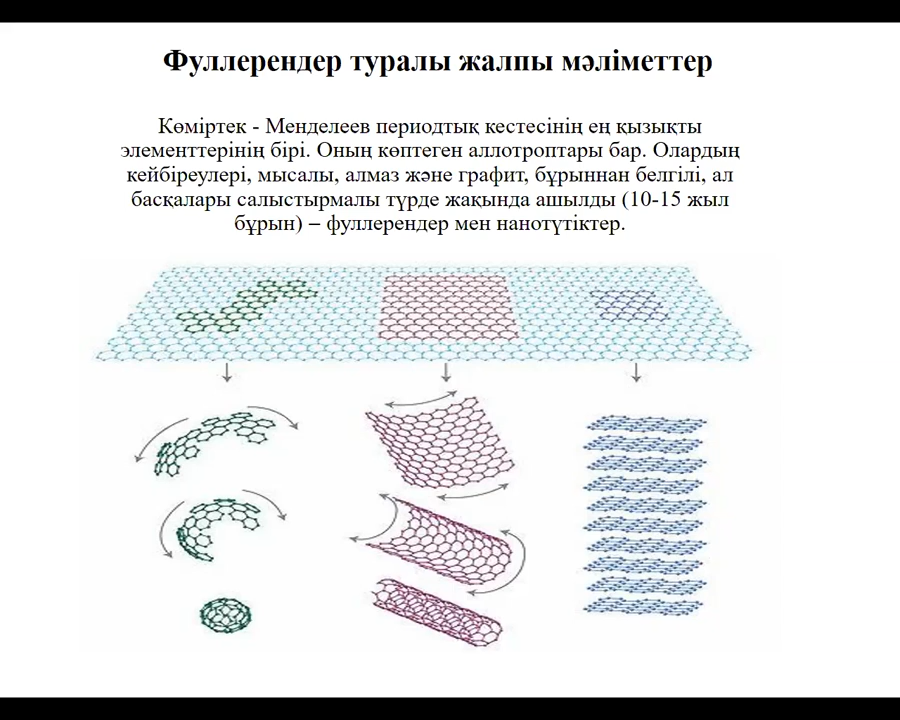 Фуллерендер туралы жалпы мәліметтер
Көміртек - Менделеев периодтық кестесінің ең қызықты
элементтерінің бірі. Оның көптеген аллотроптары бар. Олардың
кейбіреулері, мысалы, алмаз және графит, бұрыннан белгілі, ал
басқалары салыстырмалы түрде жақында ашылды (10-15 жыл
бұрын) – фуллерендер мен нанотүтіктер.